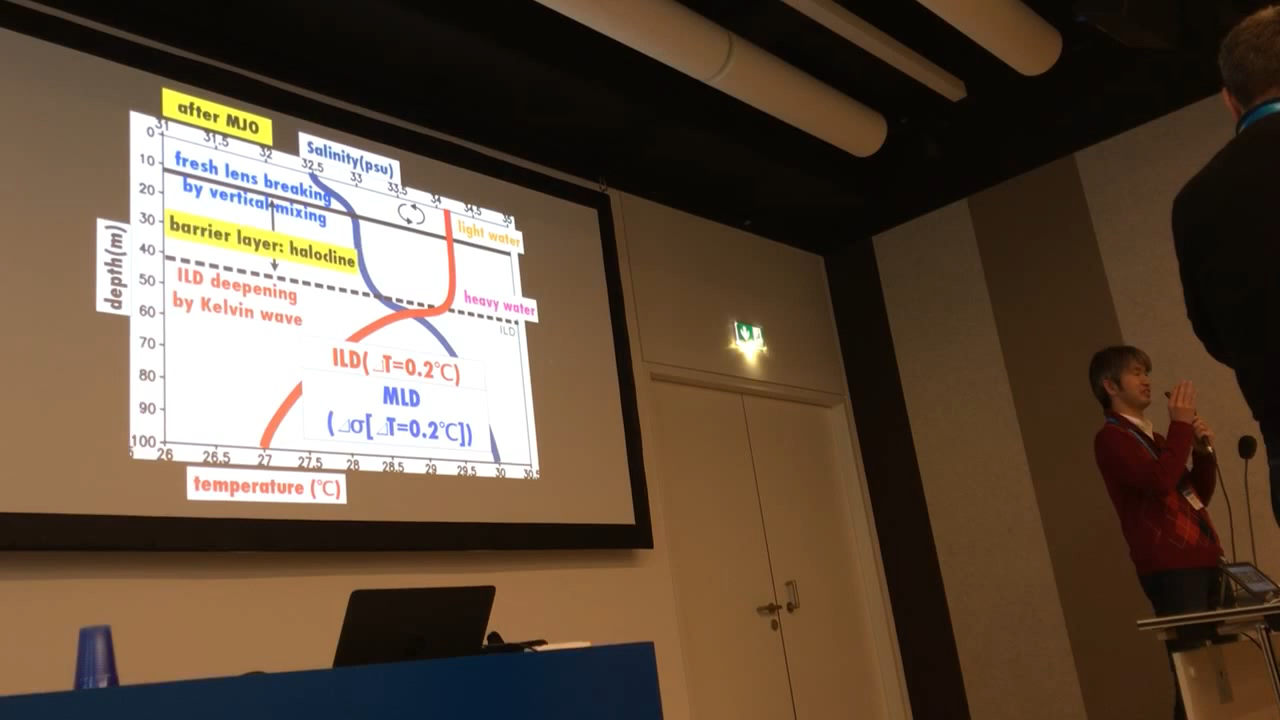 after MJO
31
31.5
32
32.5
33
33.5
34
34.5
35
Salinity(psu)
0
10
20
30
40
50
60
70
80
90
100
depth(m)
fresh lens breaking
by vertical mixing
barrier layer: halocline
ILD deepening
by Kelvin wave
light water
heavy water
ILD
ILD(⊿T=0.2℃)
MLD
(⊿σ[⊿T=0.2℃])
26
26.5
27
27.5
28
28.5
29
29.5
30
30.5
temperature (℃)